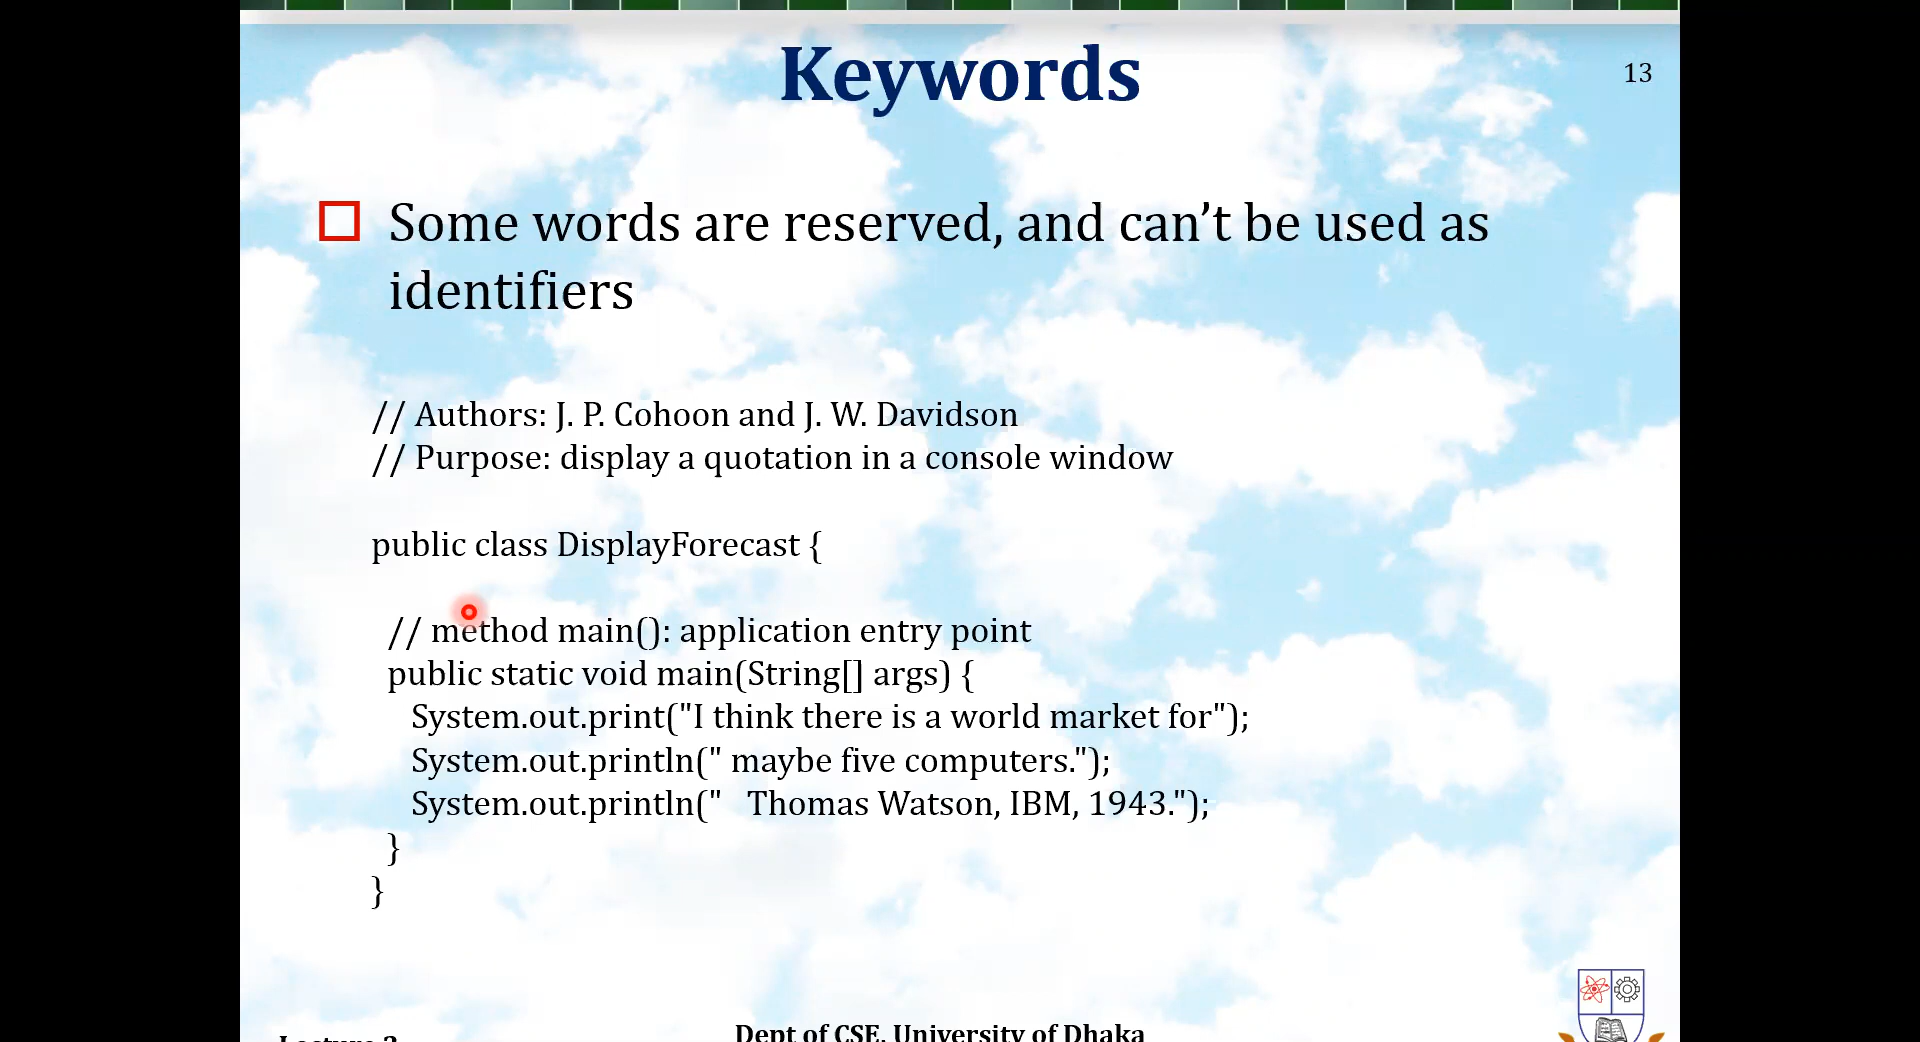 Keywords
13
Some words are reserved, and can’t be used as
identifiers
// Authors: J. P. Cohoon and J. W. Davidson
// Purpose: display a quotation in a console window
public class DisplayForecast {
// method main(): application entry point
public static void main(String[] args) {
System.out.print("I think there is a world market for");
System.out.println(" maybe five computers.");
System.out.println("   Thomas Watson, IBM, 1943.");
}
}
Lecture 2
Dept of CSE, University of Dhaka